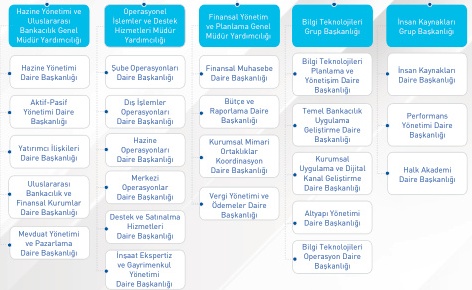 Hazine Yönetimi ve
Uluslararası
Bankacılık Genel
Müdür Yardımcılığı
Hazine Yönetimi
Daire Başkanlığı
Aktif-Pasif
Yönetimi Daire
Başkanlığı
Yatırımcı İlişkileri
Daire Başkanlığı
Uluslararası
Bankacılık ve
Finansal Kurumlar
Daire Başkanlığı
Mevduat Yönetimi
ve Pazarlama
Daire Başkanlığı
Operasyonel
İşlemler ve Destek
Hizmetleri Müdür
Yardımcılığı
Şube Operasyonları
Daire Başkanlığı
Dış İşlemler
Operasyonları
Daire Başkanlığı
Hazine
Operasyonları
Daire Başkanlığı
Merkezi
Operasyonlar
Daire Başkanlığı
Destek ve Satınalma
Hizmetleri
Daire Başkanlığı
İnşaat Ekspertiz
ve Gayrimenkul
Yönetimi
Daire Başkanlığı
Finansal Yönetim
ve Planlama Genel
Müdür Yardımcılığı
Finansal Muhasebe
Daire Başkanlığı
Bütçe ve
Raporlama Daire
Başkanlığı
Kurumsal Mimari
Ortaklıklar
Koordinasyon
Daire Başkanlığı
Vergi Yönetimi ve
Ödemeler Daire
Başkanlığı
Bilgi Teknolojileri
Grup Başkanlığı
Bilgi Teknolojileri
Planlama ve
Yönetişim Daire
Başkanlığı
Temel Bankacılık
Uygulama
Geliştirme Daire
Başkanlığı
Kurumsal
Uygulama ve Dijital
Kanal Geliştirme
Daire Başkanlığı
Altyapı Yönetimi
Daire Başkanlığı
Bilgi Teknolojileri
Operasyon Daire
Başkanlığı
İnsan Kaynakları
Grup Başkanlığı
İnsan Kaynakları
Daire Başkanlığı
Performans
Yönetimi Daire
Başkanlığı
Halk Akademi
Daire Başkanlığı